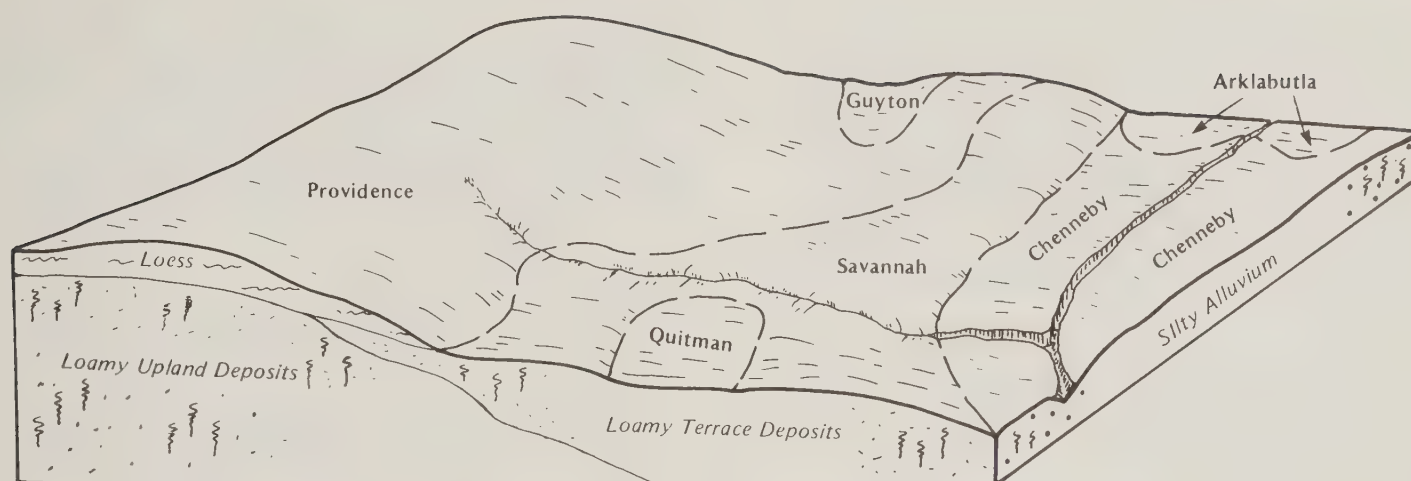 Arklabutla
Guyton
Providence
Chenneby
Chenneby
Loess
Savannah
Silty Alluvium
Quitman
Loamy Upland Deposits
Loamy Terrace Deposits